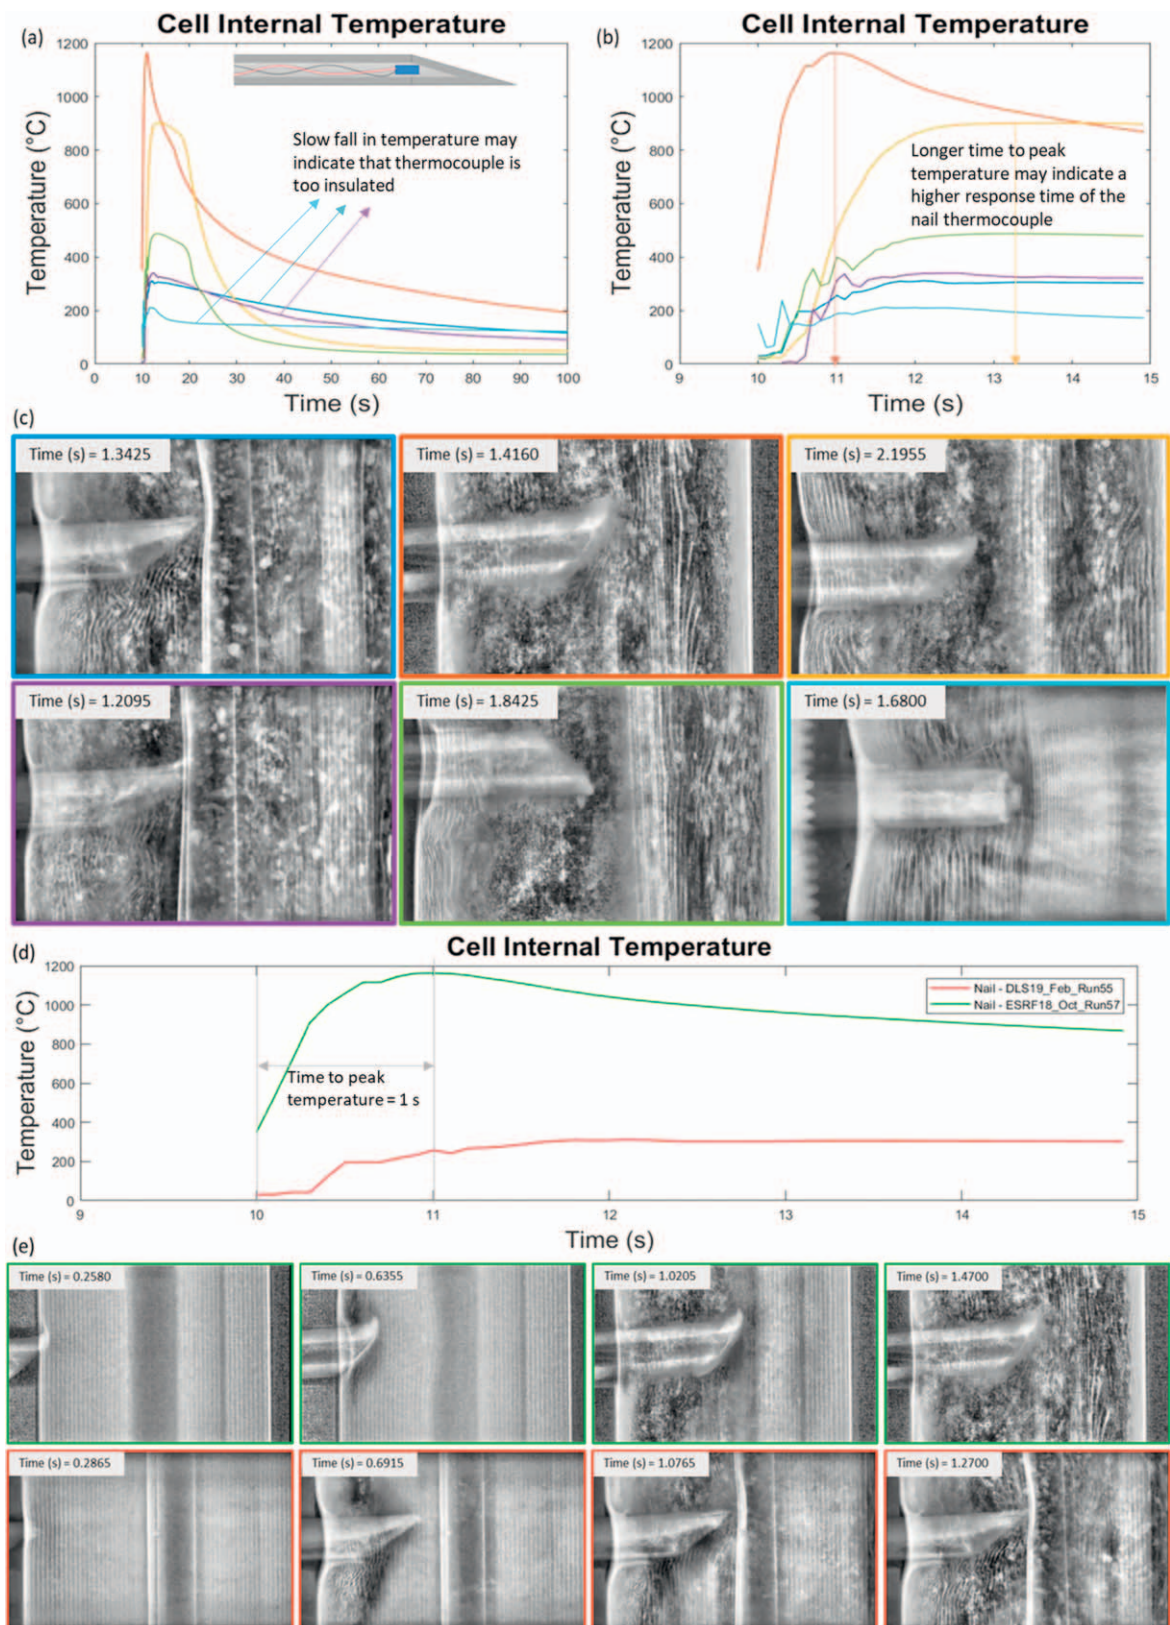 (a)
Cell Internal Temperature
1200
1000
800
600
400
200
0
Temperature (°C)
Slow fall in temperature may
indicate that thermocouple is
too insulated
0 10 20 30 40 50 60 70 80 90 100
Time (s)
(b)
Cell Internal Temperature
1200
1000
800
600
400
200
0
Temperature (°C)
Longer time to peak
temperature may indicate a
higher response time of the
nail thermocouple
9 10 11 12 13 14 15
Time (s)
(c)
Time (s) = 1.3425
Time (s) = 1.4160
Time (s) = 2.1955
Time (s) = 1.2095
Time (s) = 1.8425
Time (s) = 1.6800
(d)
Cell Internal Temperature
1200
1000
800
600
400
200
0
Temperature (°C)
Nail - DLS19_Feb_Run55
Nail - ESRF18_Oct_Run57
Time to peak
temperature = 1 s
9 10 11 12 13 14 15
Time (s)
(e)
Time (s) = 0.2580
Time (s) = 0.6355
Time (s) = 1.0205
Time (s) = 1.4700
Time (s) = 0.2865
Time (s) = 0.6915
Time (s) = 1.0765
Time (s) = 1.2700